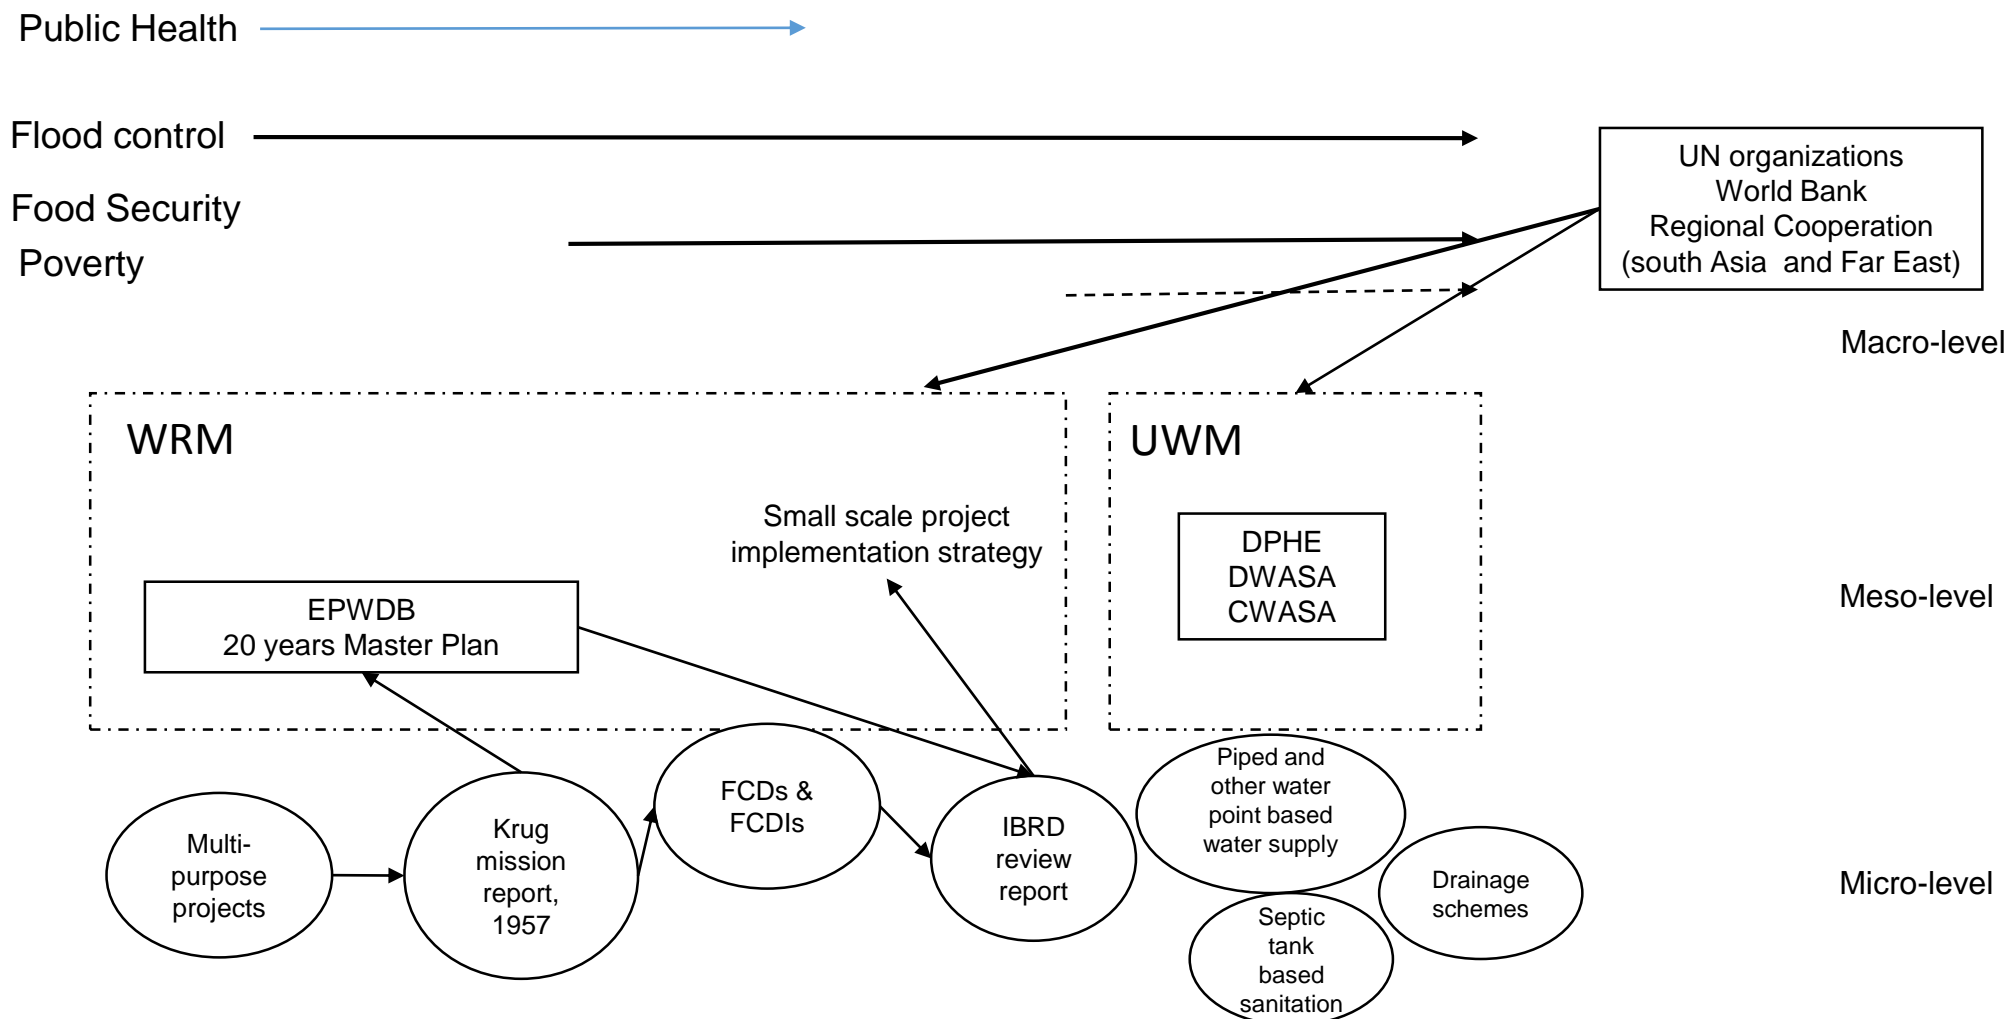 Public Health
Flood control
Food Security
Poverty
UN organizations
World Bank
Regional Cooperation
(south Asia and Far East)
Macro-level
WRM
UWM
Small scale project
implementation strategy
DPHE
DWASA
CWASA
EPWDB
20 years Master Plan
Meso-level
Multi-
purpose
projects
Krug
mission
report,
1957
FCDs &
FCDIs
IBRD
review
report
Piped and
other water
point based
water supply
Septic
tank
based
sanitation
Drainage
schemes
Micro-level